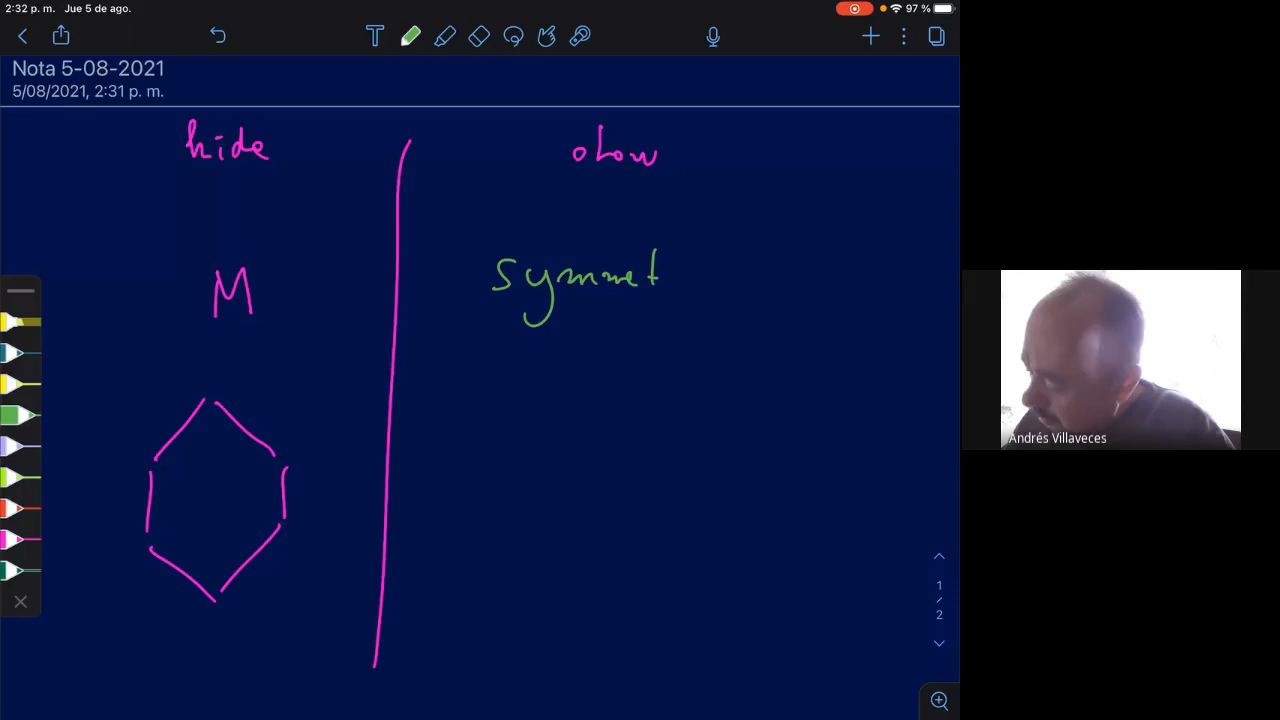 2:32 p. m. Jue 5 de ago. 97 %
Nota 5-08-2021
5/08/2021, 2:31 p. m.
hide show
M symmet
1
/
2
Andrés Villaveces